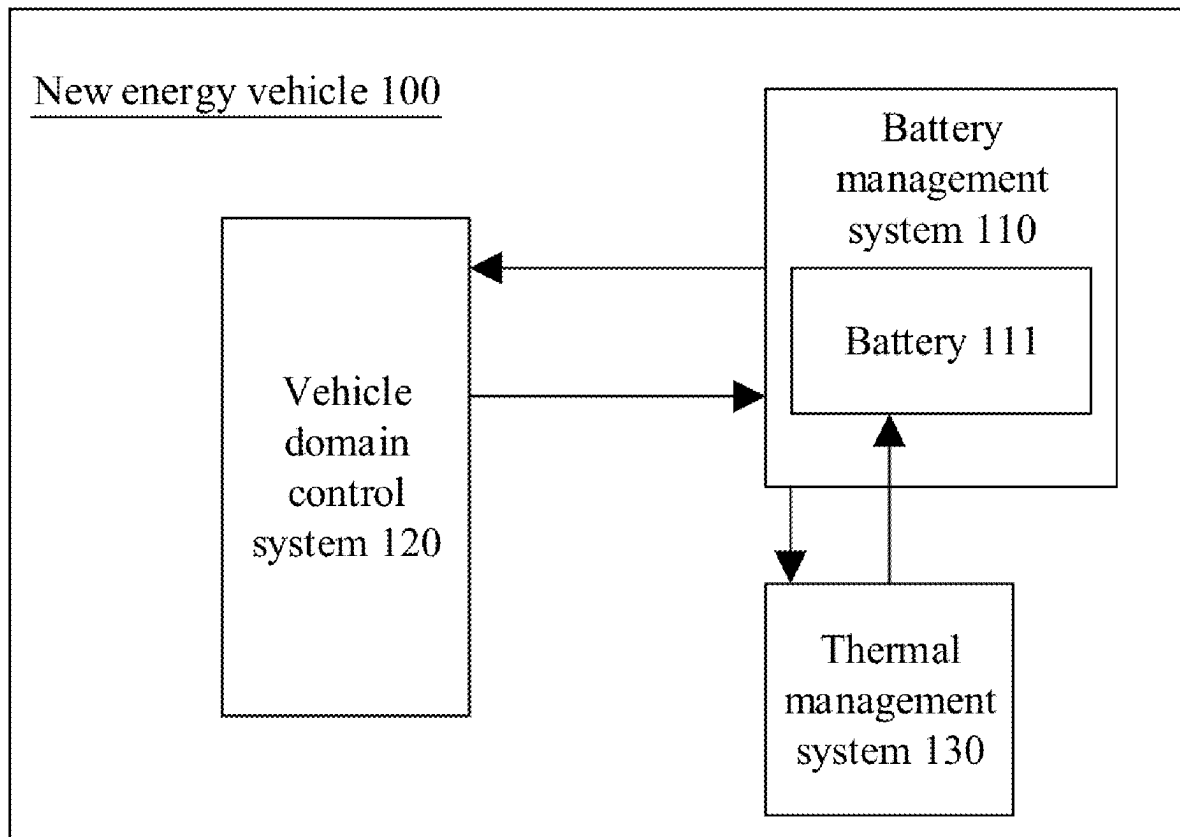 New energy vehicle 100
Battery
management
system 110
Battery 111
Vehicle
domain
control
system 120
Thermal
management
system 130